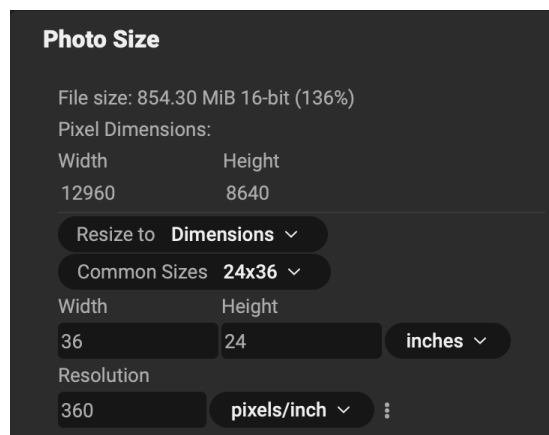 Photo Size
File size: 854.30 MiB 16-bit (136%)
Pixel Dimensions:
Width Height
12960 8640
Resize to Dimensions
Common Sizes 24x36
Width Height
36 24 inches
Resolution
360 pixels/inch